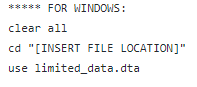 ***** FOR WINDOWS:
clear all
cd "[INSERT FILE LOCATION]"
use limited_data.dta